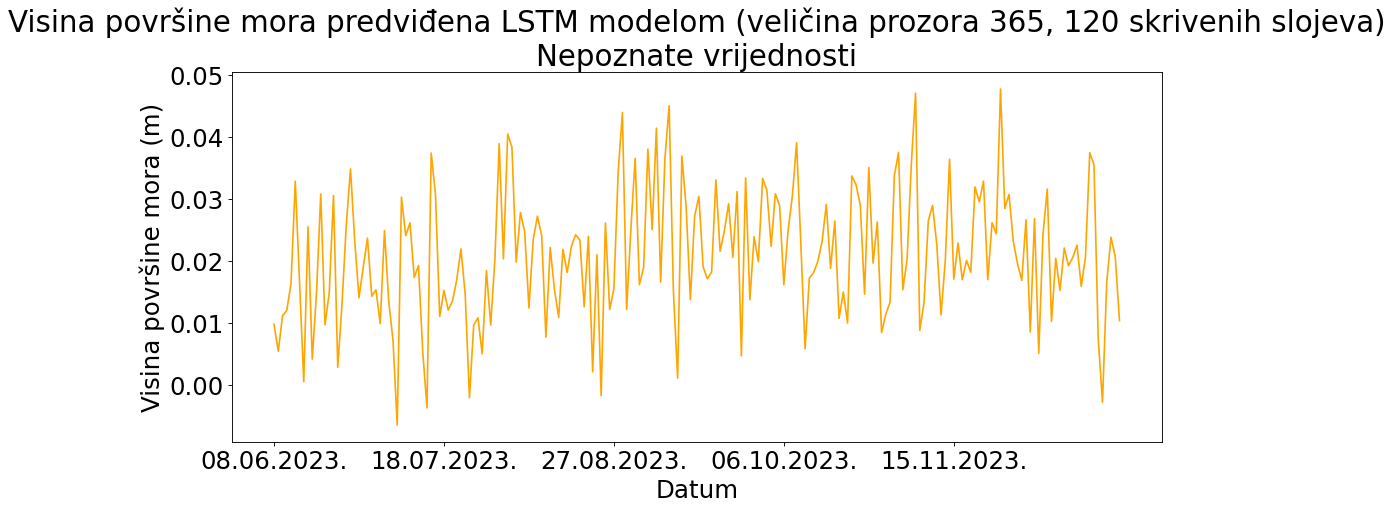 Visina površine mora predviđena LSTM modelom (veličina prozora 365, 120 skrivenih slojeva)
Nepoznate vrijednosti
Visina površine mora (m)
0.05
0.04
0.03
0.02
0.01
0.00
08.06.2023. 18.07.2023. 27.08.2023. 06.10.2023. 15.11.2023.
Datum